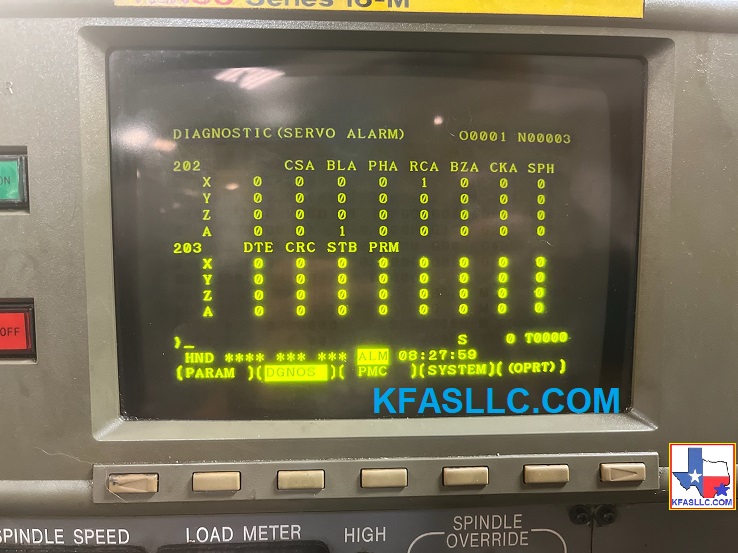 Series 16-M
DIAGNOSTIC (SERVO ALARM) O0001 N00003
202 CSA BLA PHA RCA BZA CKA SPH
X 0 0 0 0 1 0 0 0
Y 0 0 0 0 0 0 0 0
Z 0 0 0 0 0 0 0 0
A 0 0 1 0 0 0 0 0
203 DTE CRC STB PRM
X 0 0 0 0 0 0 0 0
Y 0 0 0 0 0 0 0 0
Z 0 0 0 0 0 0 0 0
A 0 0 0 0 0 0 0 0
)_
S 0 T0000
HND **** *** *** ALM 08:27:59
(PARAM )(DGNOS )( PMC )(SYSTEM)( (OPRT) )
KFASLLC.COM
KFASLLC.COM
ON
OFF
SPINDLE SPEED LOAD METER HIGH SPINDLE
OVERRIDE